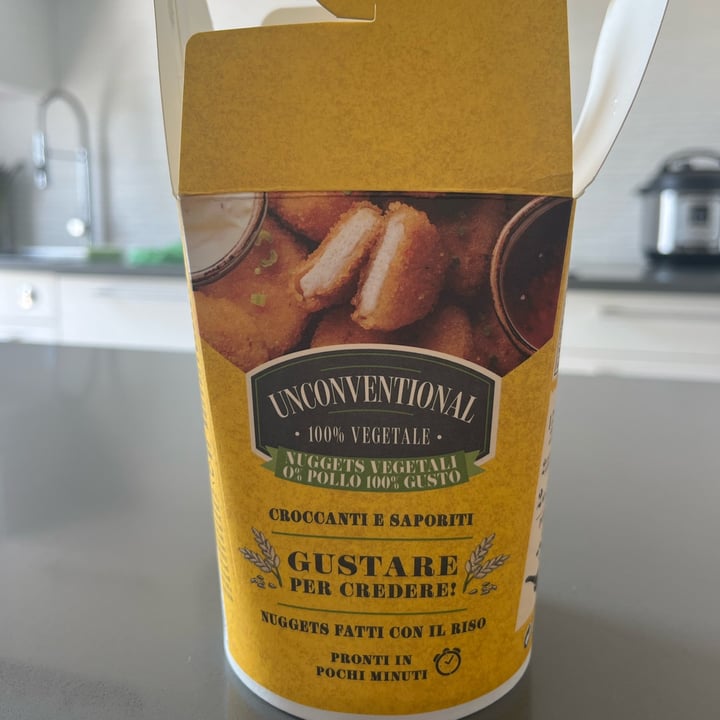 UNCONVENTIONAL
• 100% VEGETALE •
NUGGETS VEGETALI
0% POLLO 100% GUSTO
CROCCANTI E SAPORITI
GUSTARE
PER CREDERE!
NUGGETS FATTI CON IL RISO
PRONTI IN
POCHI MINUTI